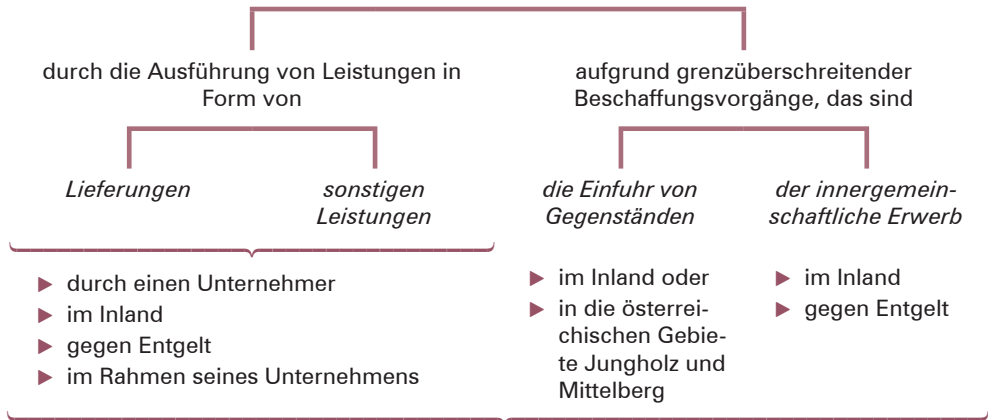 durch die Ausführung von Leistungen in
Form von
aufgrund grenzüberschreitender
Beschaffungsvorgänge, das sind
Lieferungen
sonstigen
Leistungen
die Einfuhr von
Gegenständen
der innergemein-
schaftliche Erwerb
▶ durch einen Unternehmer
▶ im Inland
▶ gegen Entgelt
▶ im Rahmen seines Unternehmens
▶ im Inland oder
▶ in die österrei-
chischen Gebie-
te Jungholz und
Mittelberg
▶ im Inland
▶ gegen Entgelt